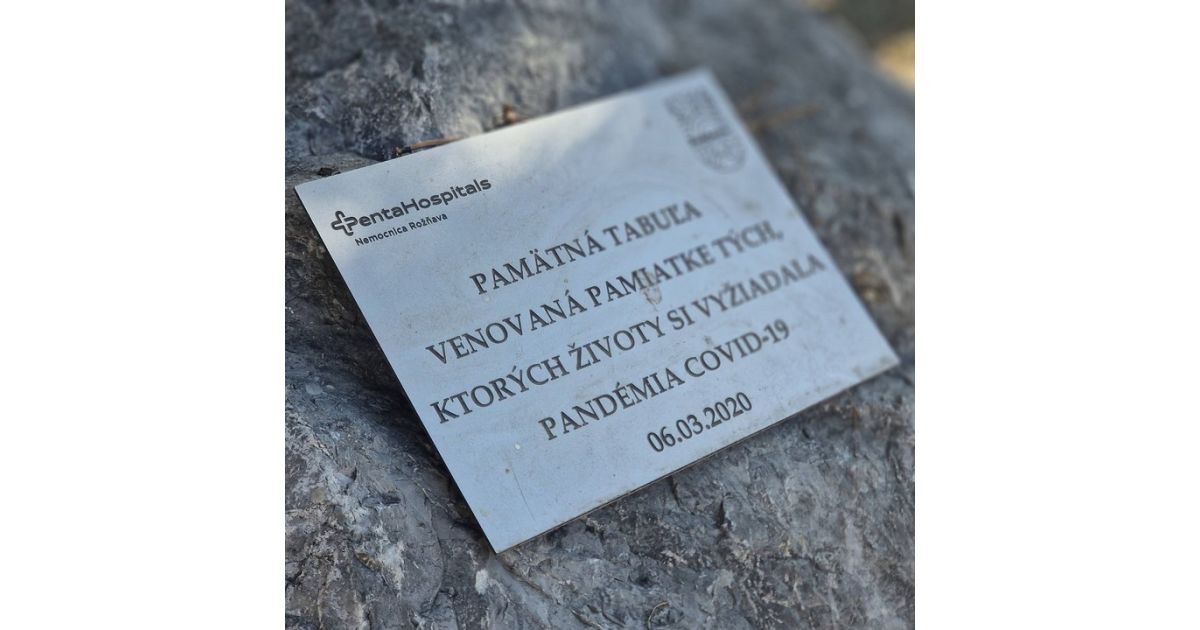 PentaHospitals
Nemocnica Rožňava
PAMÄTNÁ TABUĽA
VENOVANÁ PAMIATKE TÝCH,
KTORÝCH ŽIVOTY SI VYŽIADALA
PANDÉMIA COVID-19
06.03.2020